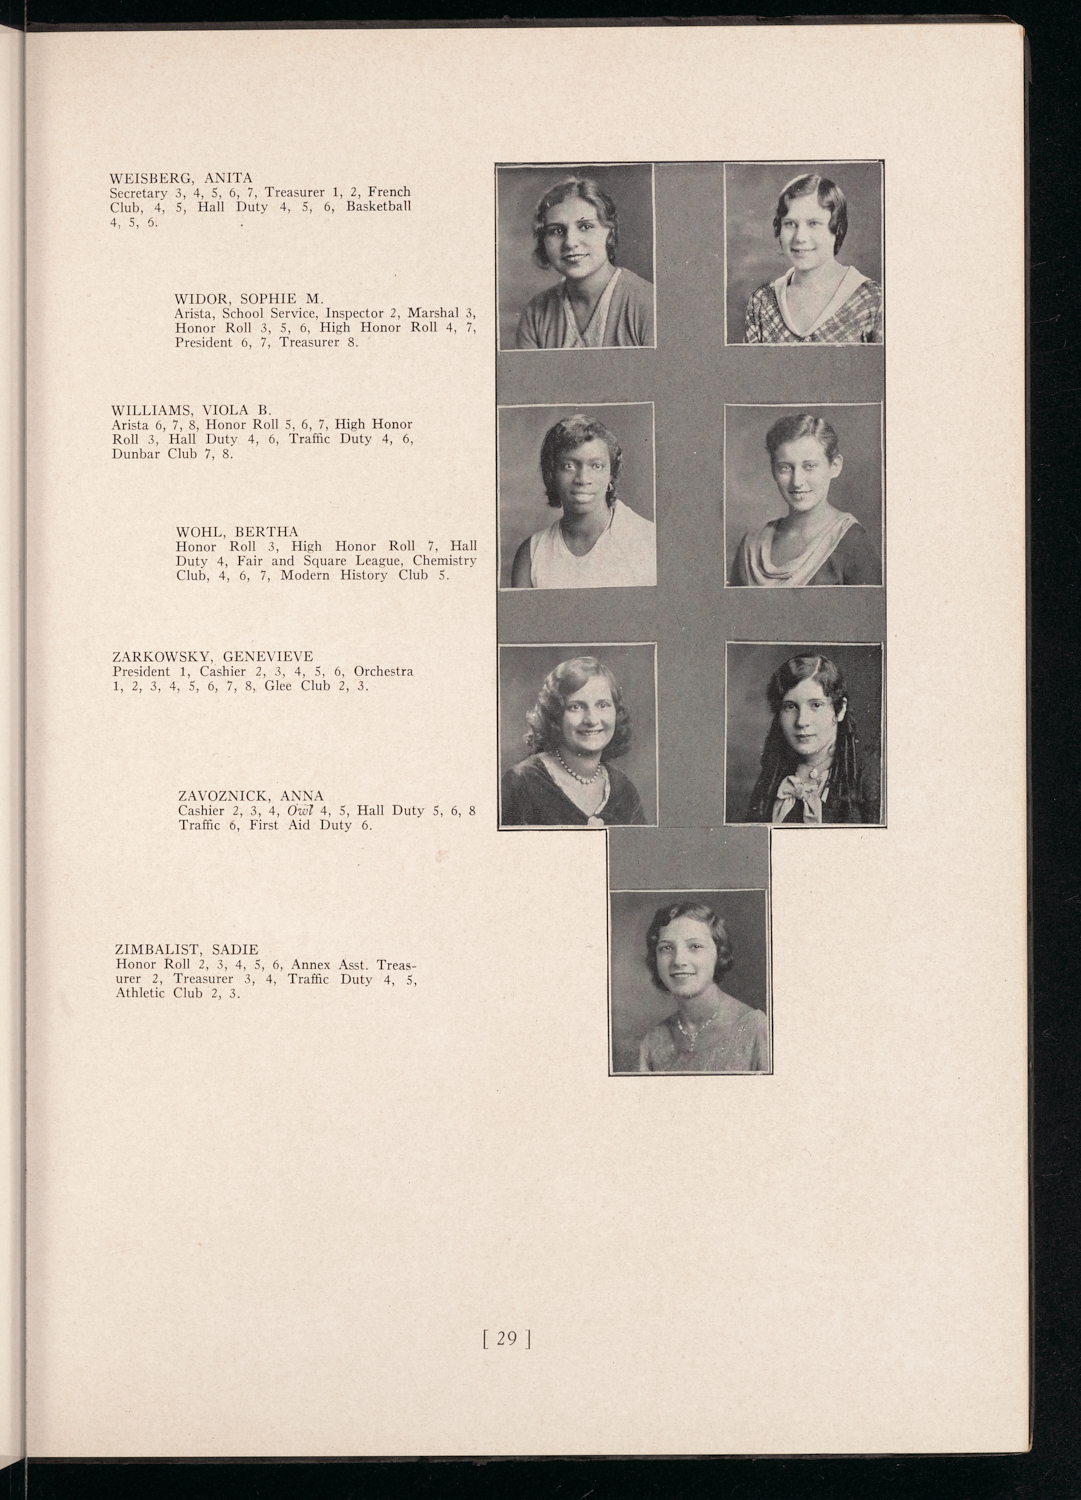 WEISBERG, ANITA
Secretary 3, 4, 5, 6, 7, Treasurer 1, 2, French
Club, 4, 5, Hall Duty 4, 5, 6, Basketball
4, 5, 6.
WIDOR, SOPHIE M.
Arista, School Service, Inspector 2, Marshal 3,
Honor Roll 3, 5, 6, High Honor Roll 4, 7,
President 6, 7, Treasurer 8.
WILLIAMS, VIOLA B.
Arista 6, 7, 8, Honor Roll 5, 6, 7, High Honor
Roll 3, Hall Duty 4, 6, Traffic Duty 4, 6,
Dunbar Club 7, 8.
WOHL, BERTHA
Honor Roll 3, High Honor Roll 7, Hall
Duty 4, Fair and Square League, Chemistry
Club, 4, 6, 7, Modern History Club 5.
ZARKOWSKY, GENEVIEVE
President 1, Cashier 2, 3, 4, 5, 6, Orchestra
1, 2, 3, 4, 5, 6, 7, 8, Glee Club 2, 3.
ZAVOZNICK, ANNA
Cashier 2, 3, 4, Owl 4, 5, Hall Duty 5, 6, 8
Traffic 6, First Aid Duty 6.
ZIMBALIST, SADIE
Honor Roll 2, 3, 4, 5, 6, Annex Asst. Treas-
urer 2, Treasurer 3, 4, Traffic Duty 4, 5,
Athletic Club 2, 3.
[ 29 ]